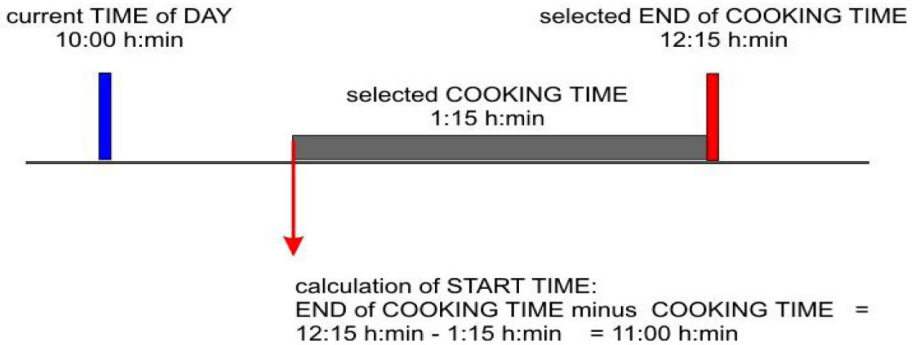 current TIME of DAY
10:00 h:min
selected END of COOKING TIME
12:15 h:min
selected COOKING TIME
1:15 h:min
calculation of START TIME:
END of COOKING TIME minus COOKING TIME =
12:15 h:min - 1:15 h:min = 11:00 h:min